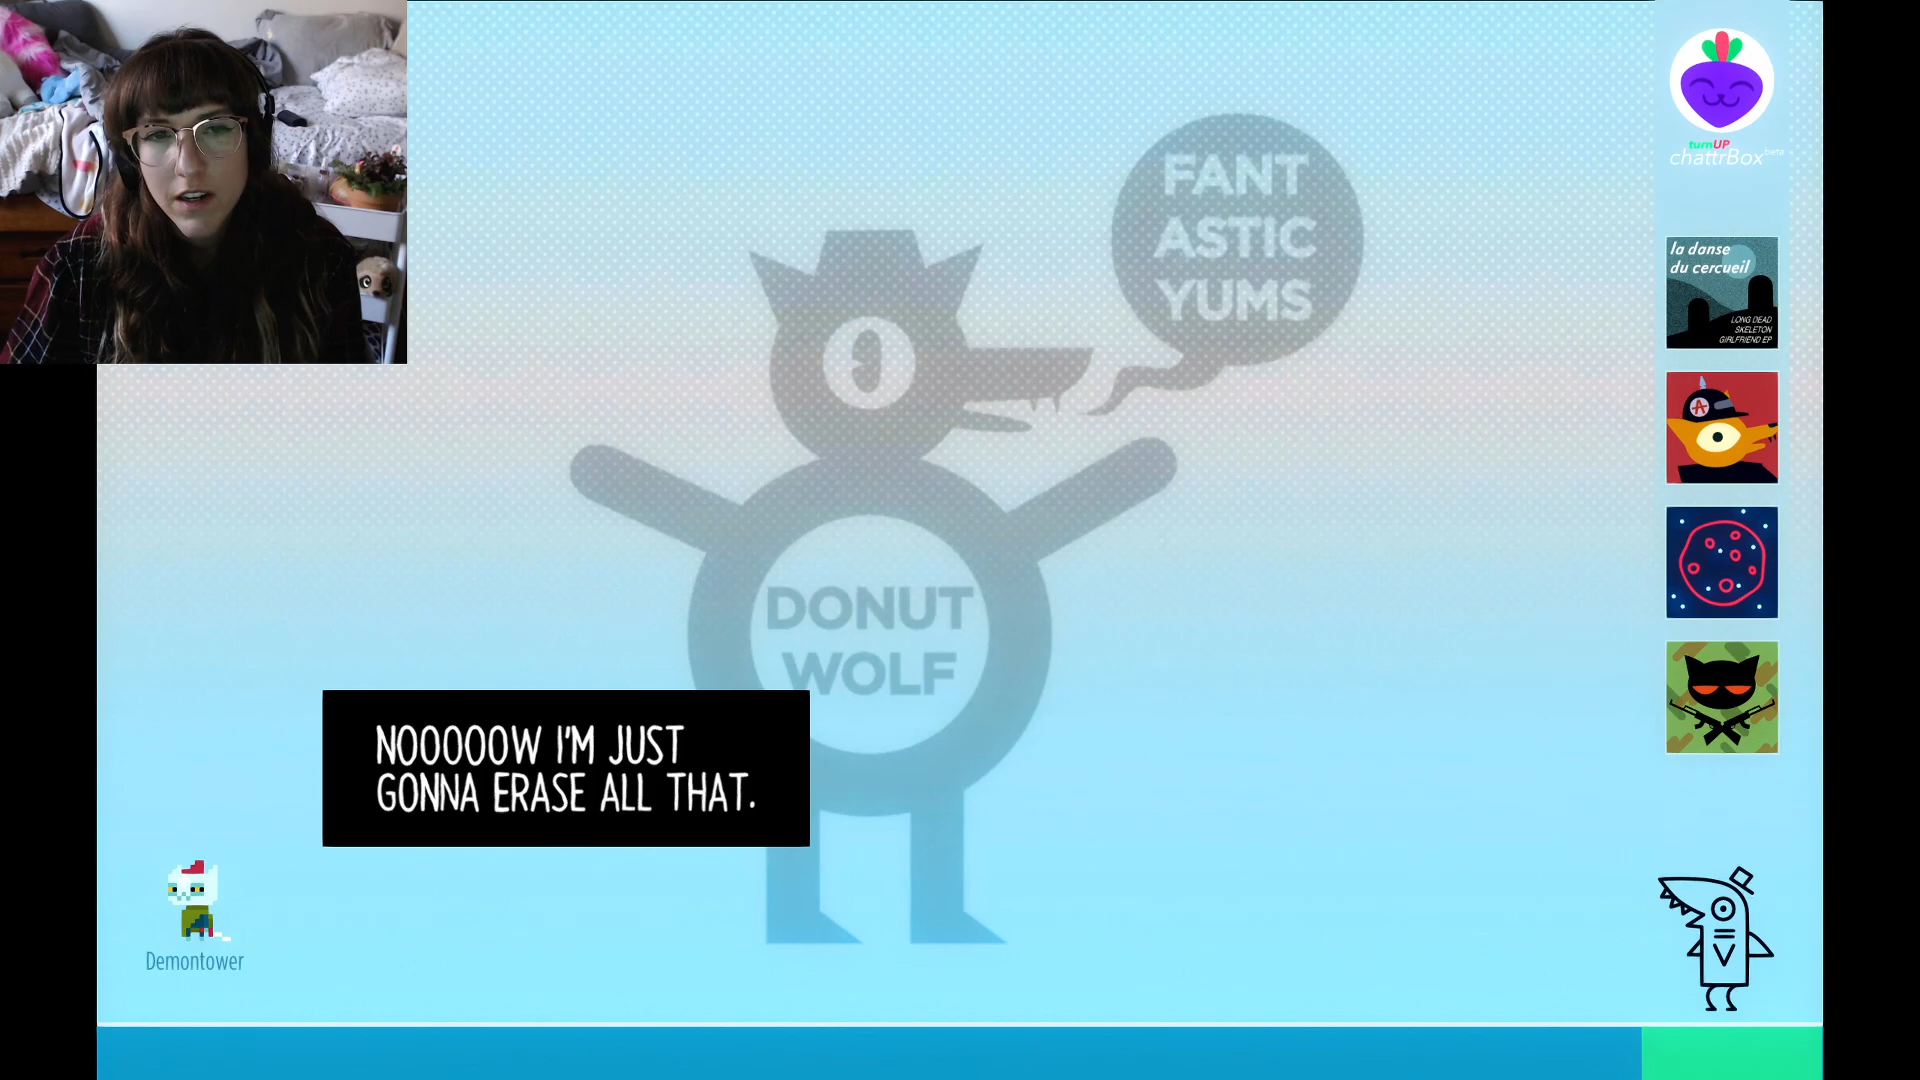 FANT
ASTIC
YUMS
turnUP
chattrBox beta
la danse
du cercueil
LONG DEAD
SKELETON
GIRLFRIEND EP
A
DONUT
WOLF
NOOOOOW I'M JUST
GONNA ERASE ALL THAT.
Demontower